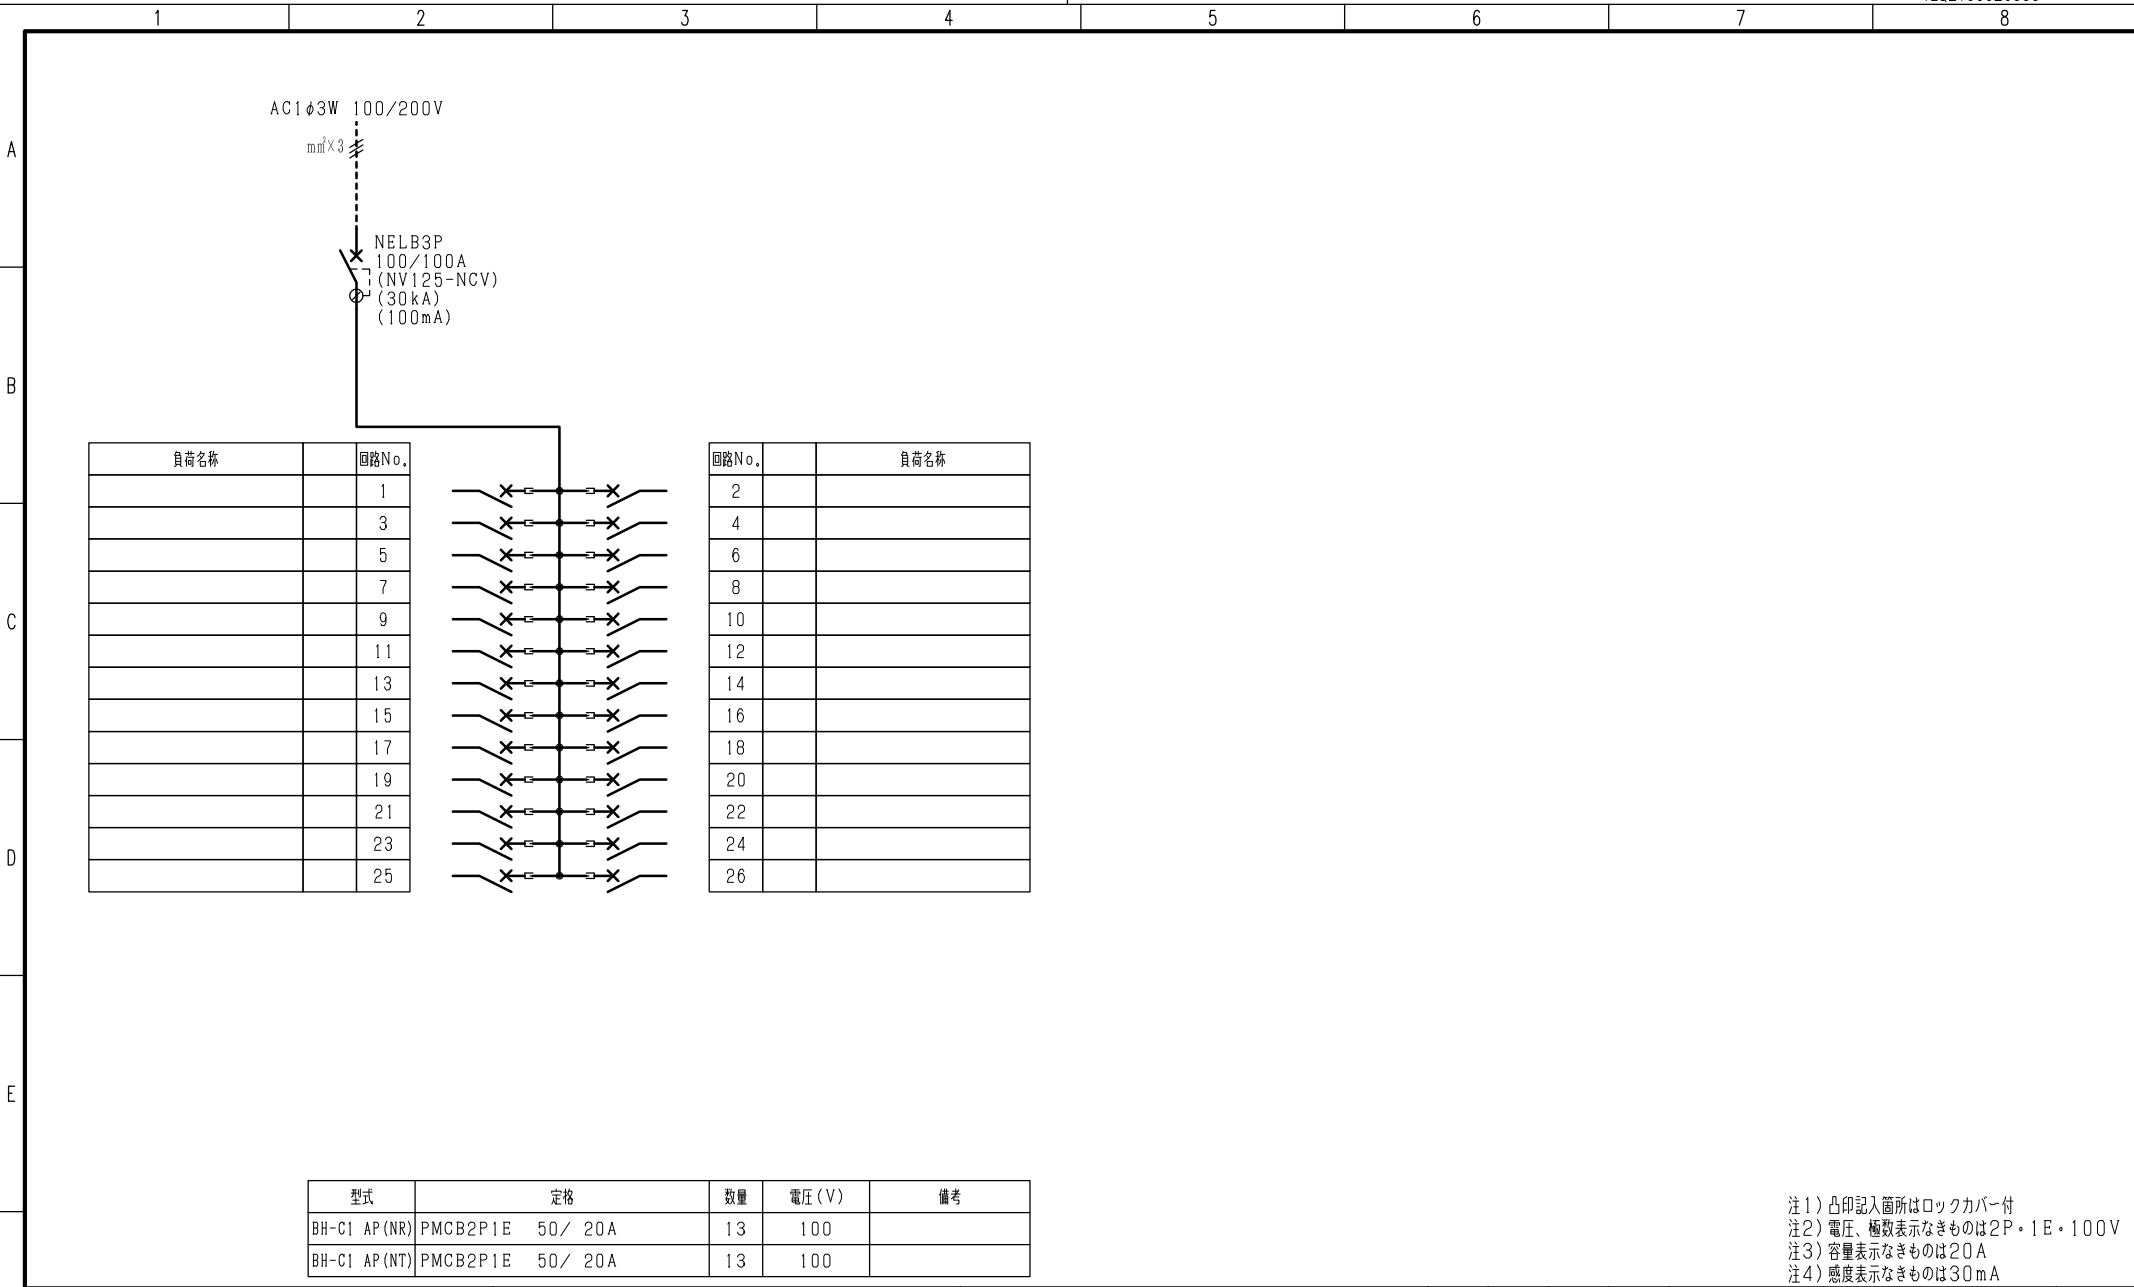 1 2 3 4 5 6 7 8
A
B
C
D
E
AC1φ3W 100/200V
mm²×3
NELB3P
100/100A
(NV125-NCV)
(30kA)
(100mA)
負荷名称 回路No. 回路No. 負荷名称
1 2
3 4
5 6
7 8
9 10
11 12
13 14
15 16
17 18
19 20
21 22
23 24
25 26
型式 定格 数量 電圧(V) 備考
BH-C1 AP(NR) PMCB2P1E 50/ 20A 13 100
BH-C1 AP(NT) PMCB2P1E 50/ 20A 13 100
注1)凸印記入箇所はロックカバー付
注2)電圧、極数表示なきものは2P・1E・100V
注3)容量表示なきものは20A
注4)感度表示なきものは30mA